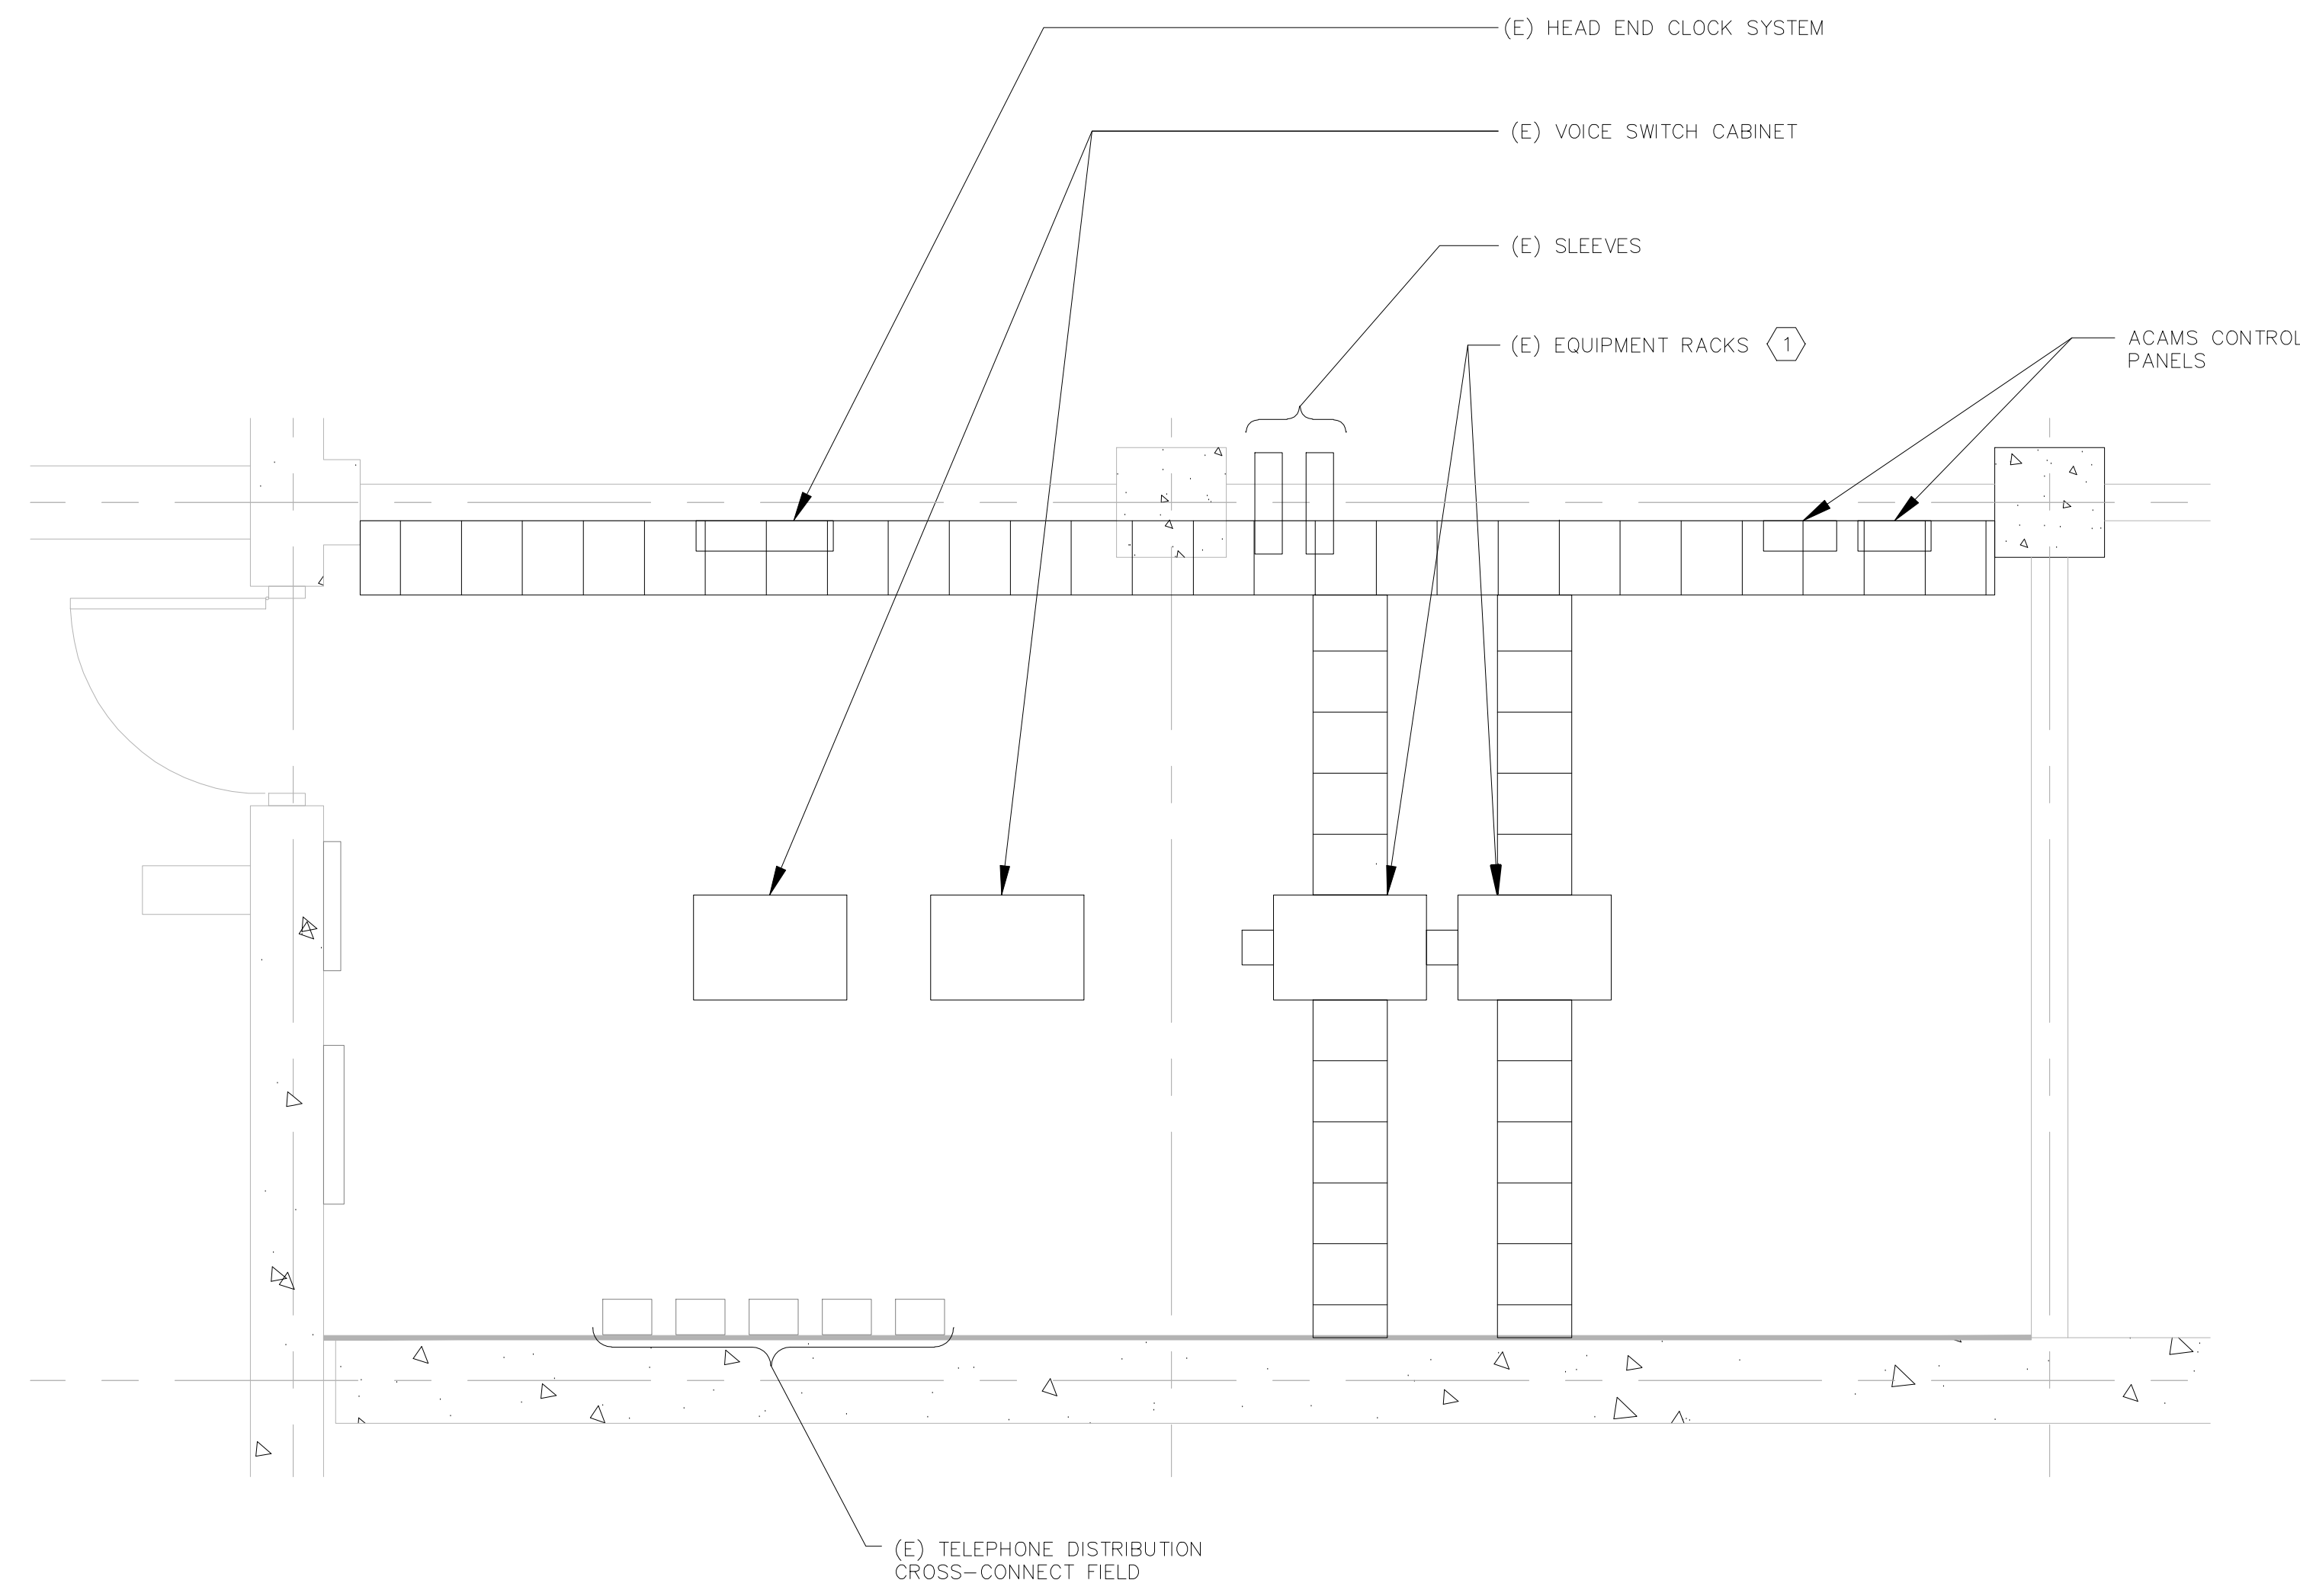 (E) HEAD END CLOCK SYSTEM
(E) VOICE SWITCH CABINET
(E) SLEEVES
(E) EQUIPMENT RACKS 1
ACAMS CONTROL
PANELS
(E) TELEPHONE DISTRIBUTION
CROSS-CONNECT FIELD